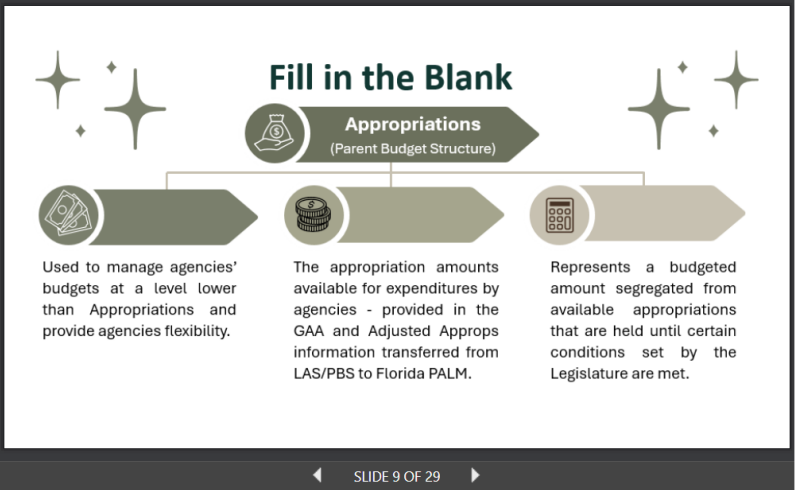 Fill in the Blank
Appropriations
(Parent Budget Structure)
Used to manage agencies'
budgets at a level lower
than Appropriations and
provide agencies flexibility.
The appropriation amounts
available for expenditures by
agencies - provided in the
GAA and Adjusted Approps
information transferred from
LAS/PBS to Florida PALM.
Represents a budgeted
amount segregated from
available appropriations
that are held until certain
conditions set by the
Legislature are met.
SLIDE 9 OF 29